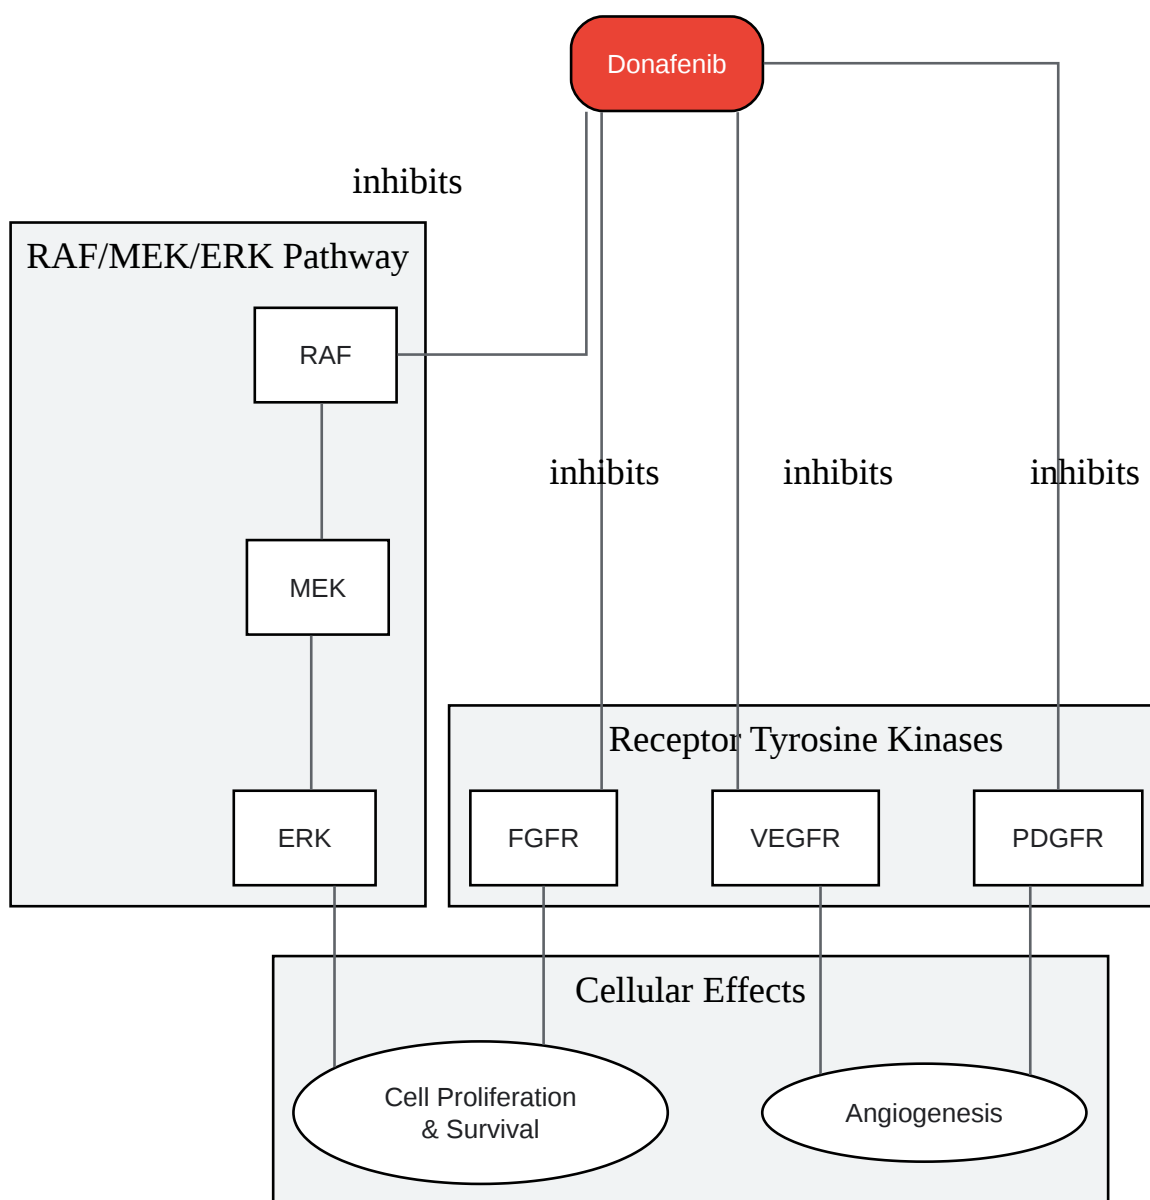 Donafenib
inhibits
RAF/MEK/ERK Pathway
RAF
inhibits
inhibits
inhibits
MEK
Receptor Tyrosine Kinases
ERK
FGFR
VEGFR
PDGFR
Cellular Effects
Cell Proliferation
& Survival
Angiogenesis